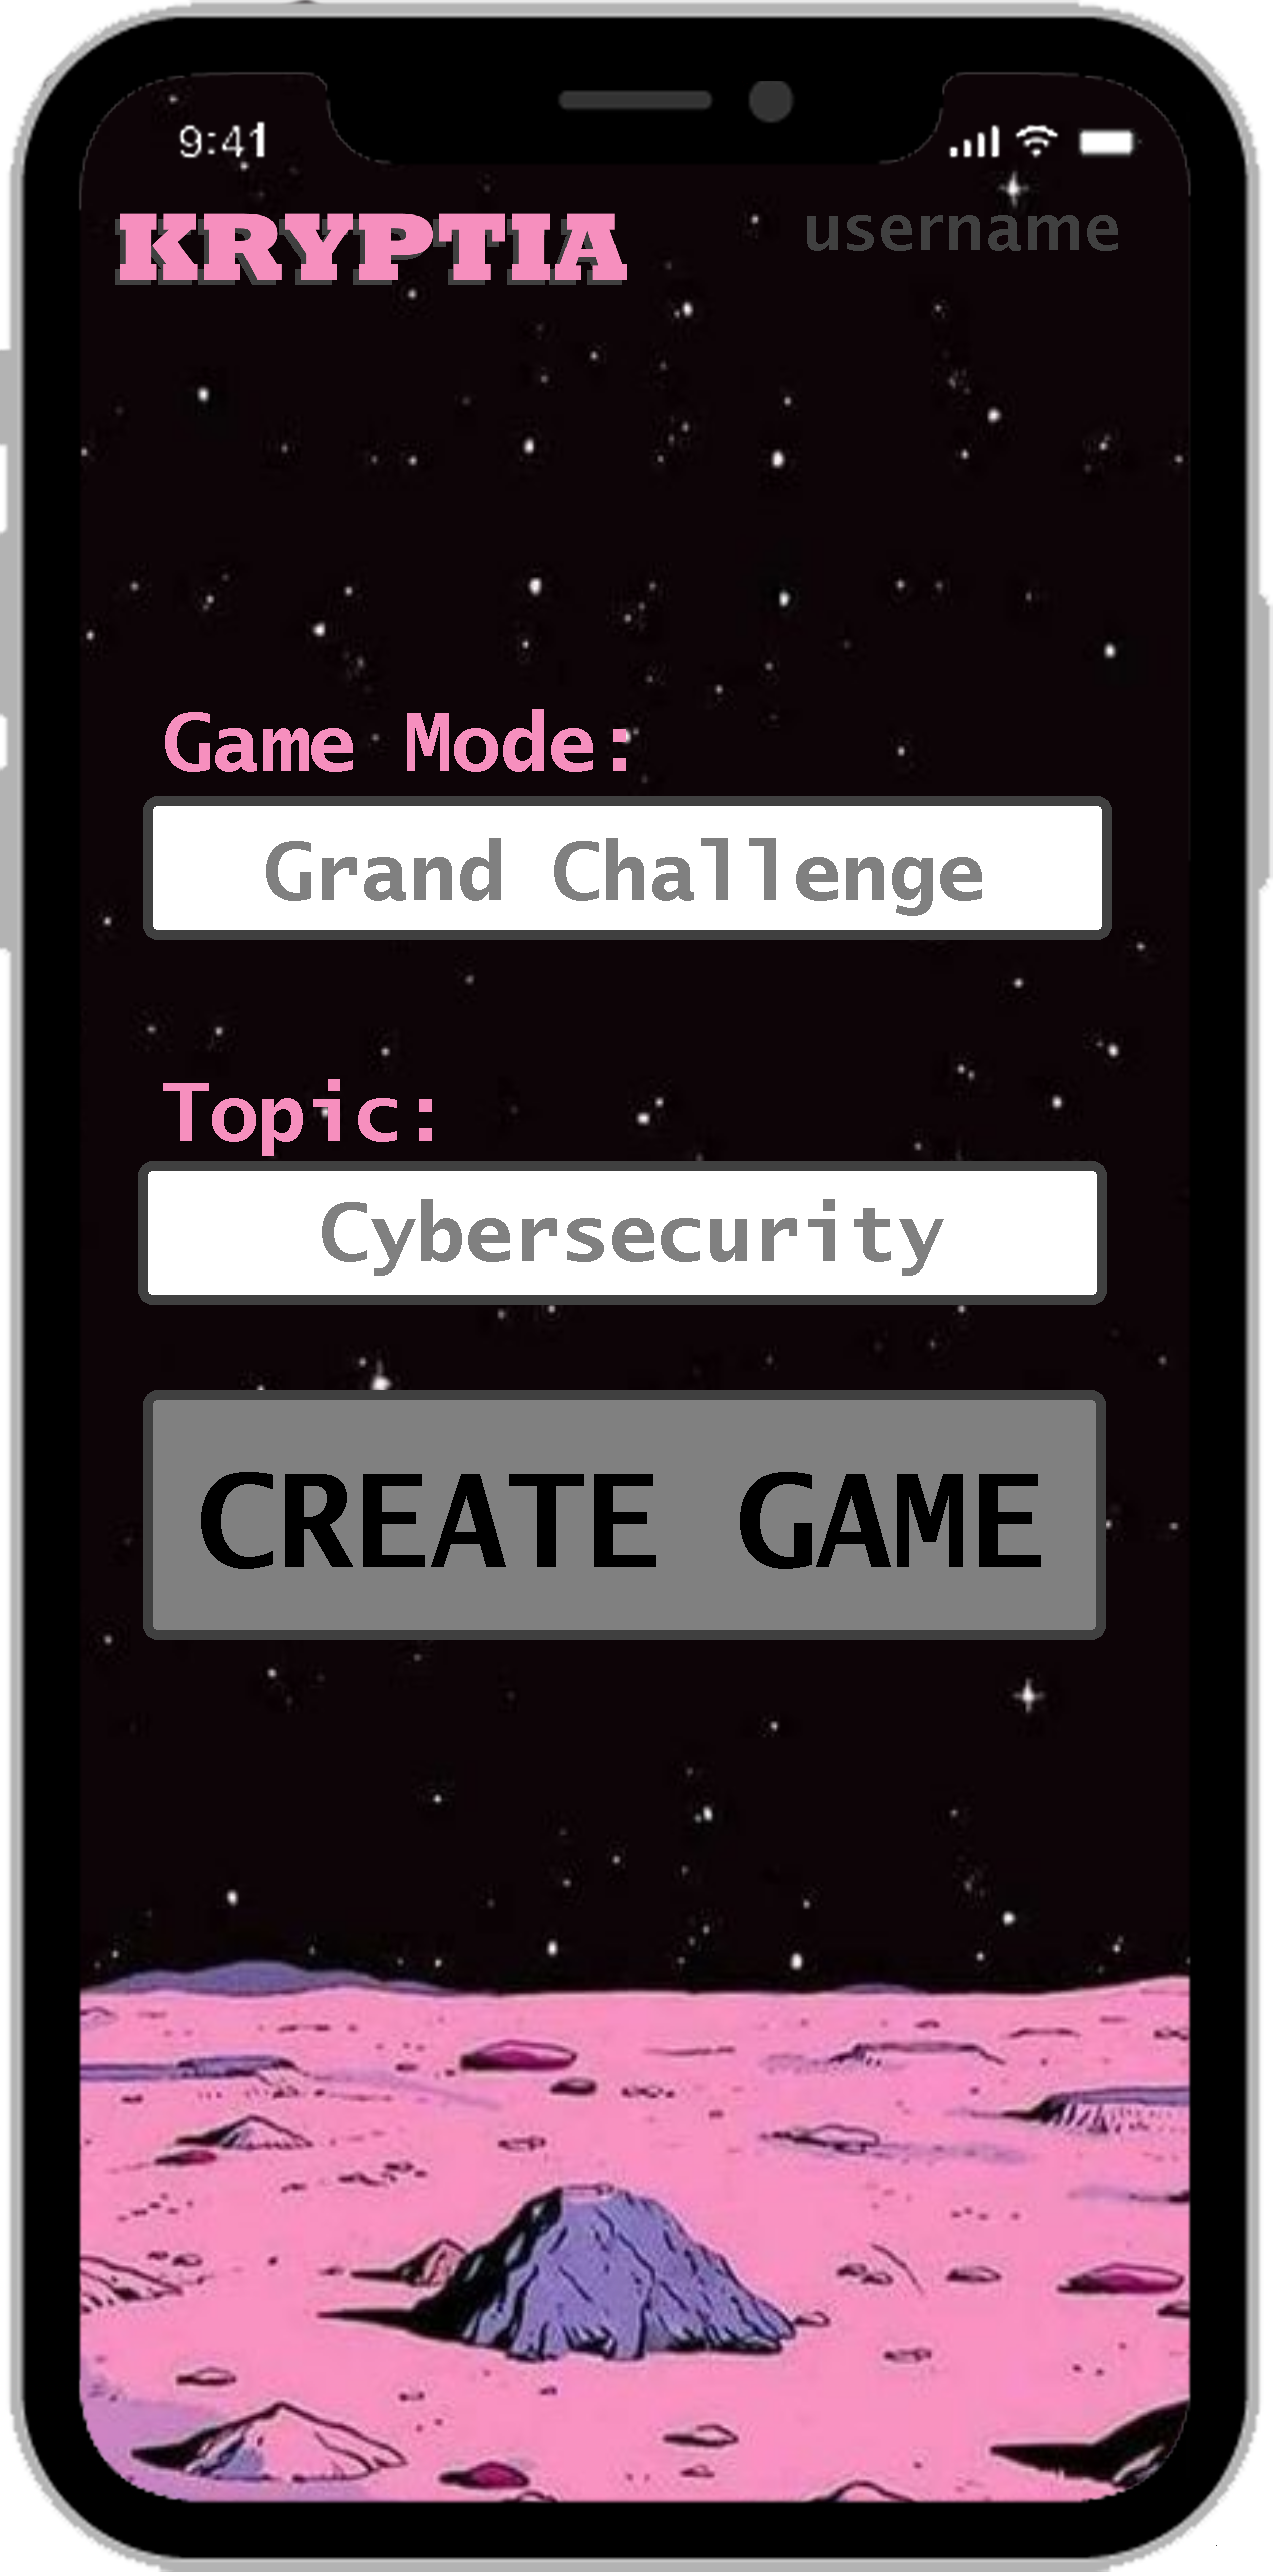 9:41
KRYPTIA
username
Game Mode:
Grand Challenge
Topic:
Cybersecurity
CREATE GAME